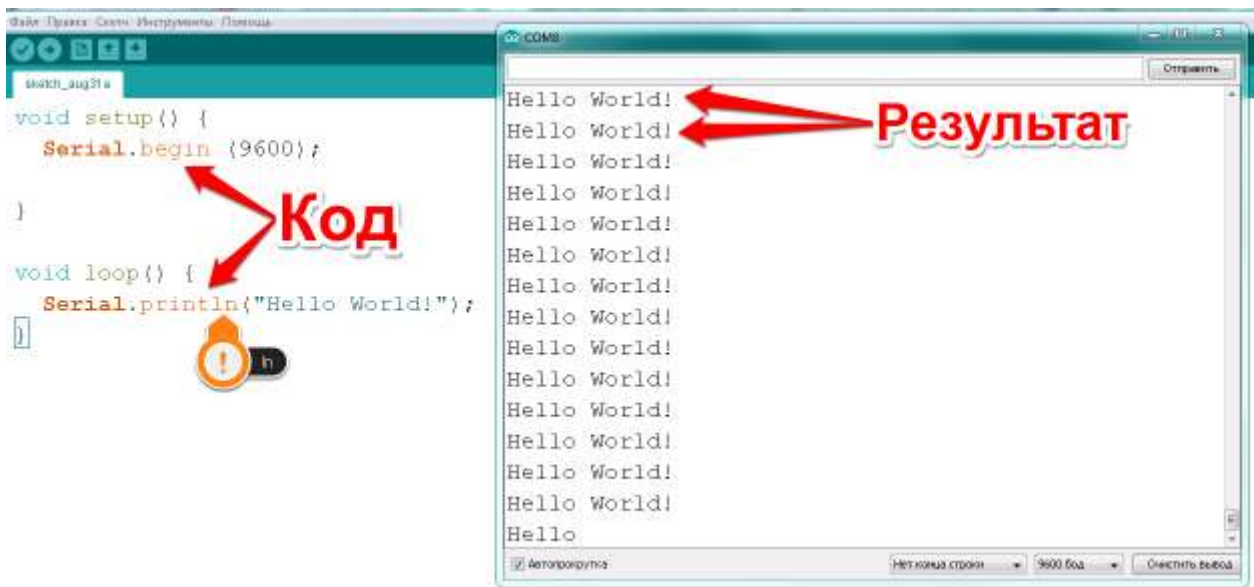 Файл Правка Скетч Инструменты Помощь
sketch_aug31a
void setup() {
Serial.begin (9600);
}
void loop() {
Serial.println("Hello World!");
}
Код
! ln
COM8
Отправить
Hello World!
Hello World!
Hello World!
Hello World!
Hello World!
Hello World!
Hello World!
Hello World!
Hello World!
Hello World!
Hello World!
Hello World!
Hello World!
Hello World!
Hello
Результат
Автопрокрутка
Нет конца строки
9600 бод
Очистить вывод